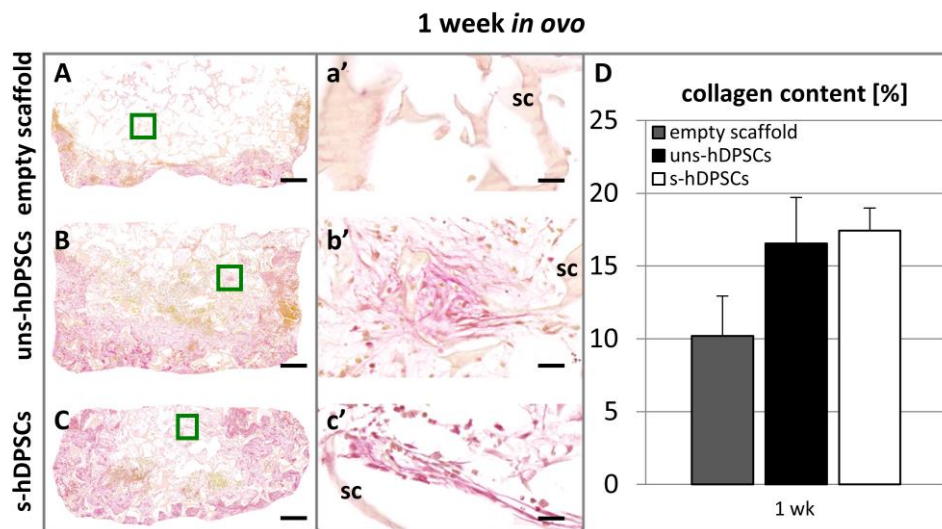 1 week in ovo
empty scaffold
A
a’
sc
uns-hDPSCs
B
b’
sc
s-hDPSCs
C
c’
sc
D
collagen content [%]
25
20
15
10
5
0
empty scaffold
uns-hDPSCs
s-hDPSCs
1 wk